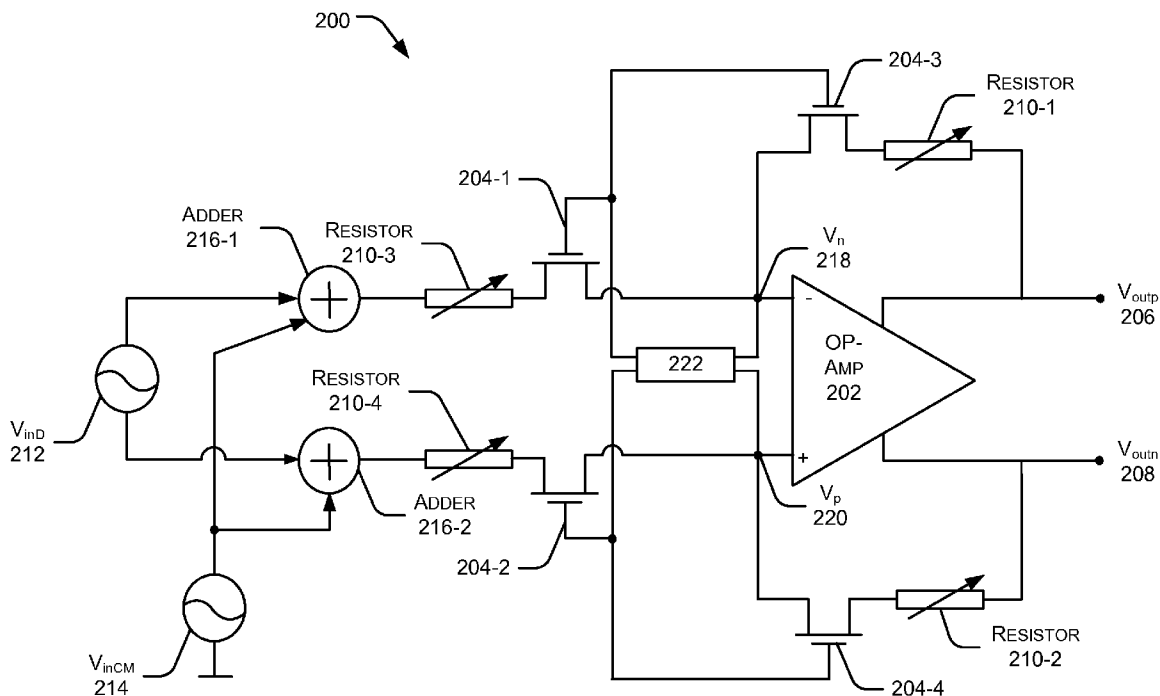 200
204-3
RESISTOR
210-1
204-1
ADDER
216-1
RESISTOR
210-3
Vn
218
-
Voutp
206
OP-
AMP
202
222
RESISTOR
210-4
VinD
212
+
Voutn
208
Vp
220
ADDER
216-2
204-2
RESISTOR
210-2
VinCM
214
204-4